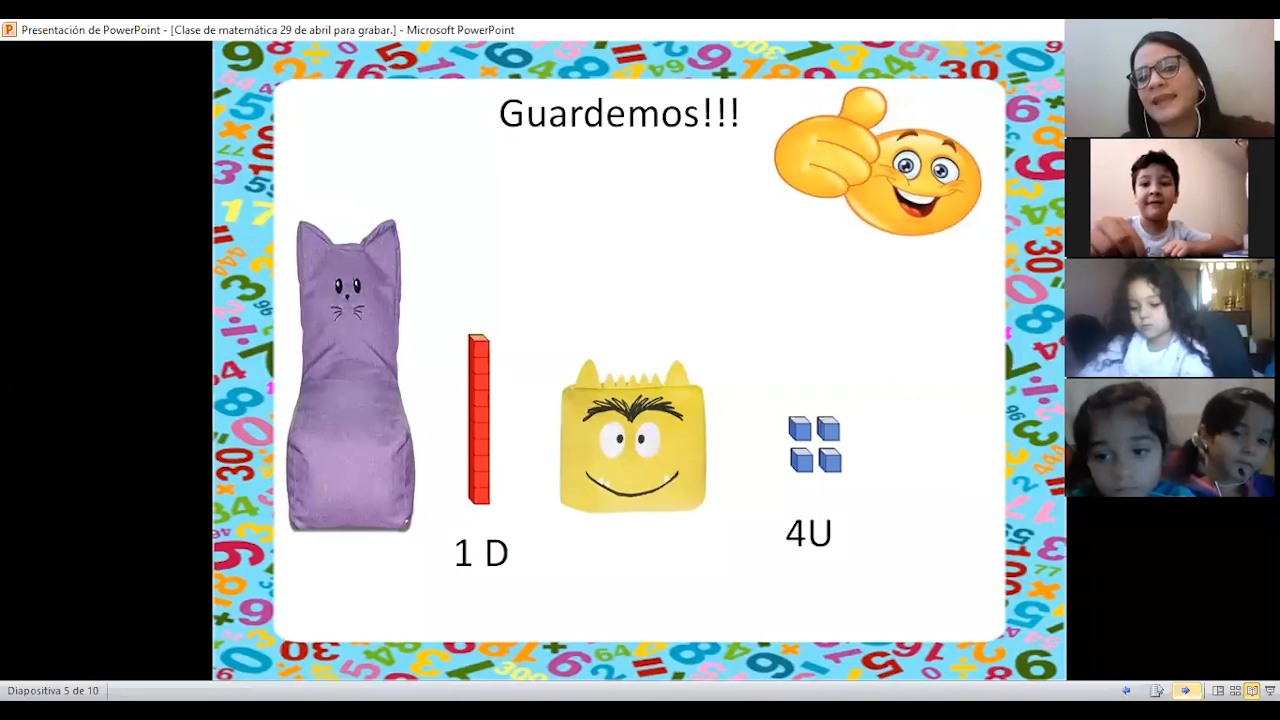 Presentación de PowerPoint - [Clase de matemática 29 de abril para grabar.] - Microsoft PowerPoint
Guardemos!!!
1 D
4U
Diapositiva 5 de 10